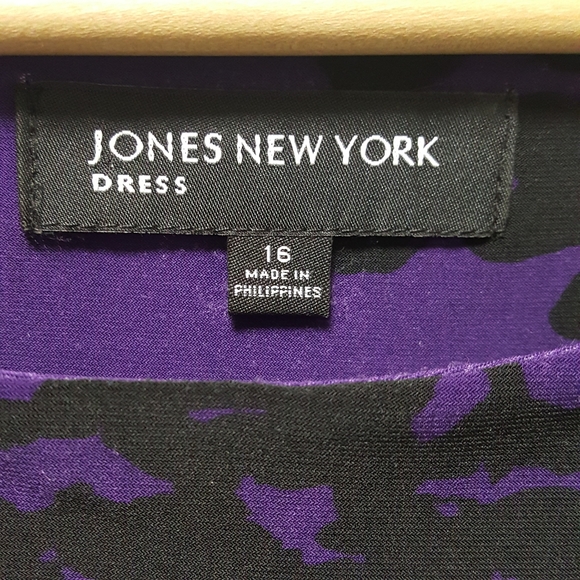 JONES NEW YORK
DRESS
16
MADE IN
PHILIPPINES